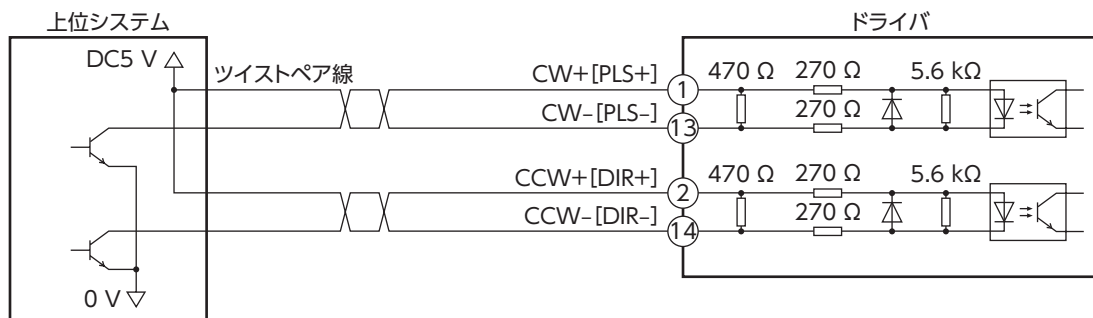 上位システム
ドライバ
DC5 V
ツイストペア線
CW+[PLS+]
1
470 Ω
270 Ω
5.6 kΩ
CW-[PLS-]
13
270 Ω
CCW+[DIR+]
2
470 Ω
270 Ω
5.6 kΩ
CCW-[DIR-]
14
270 Ω
0 V